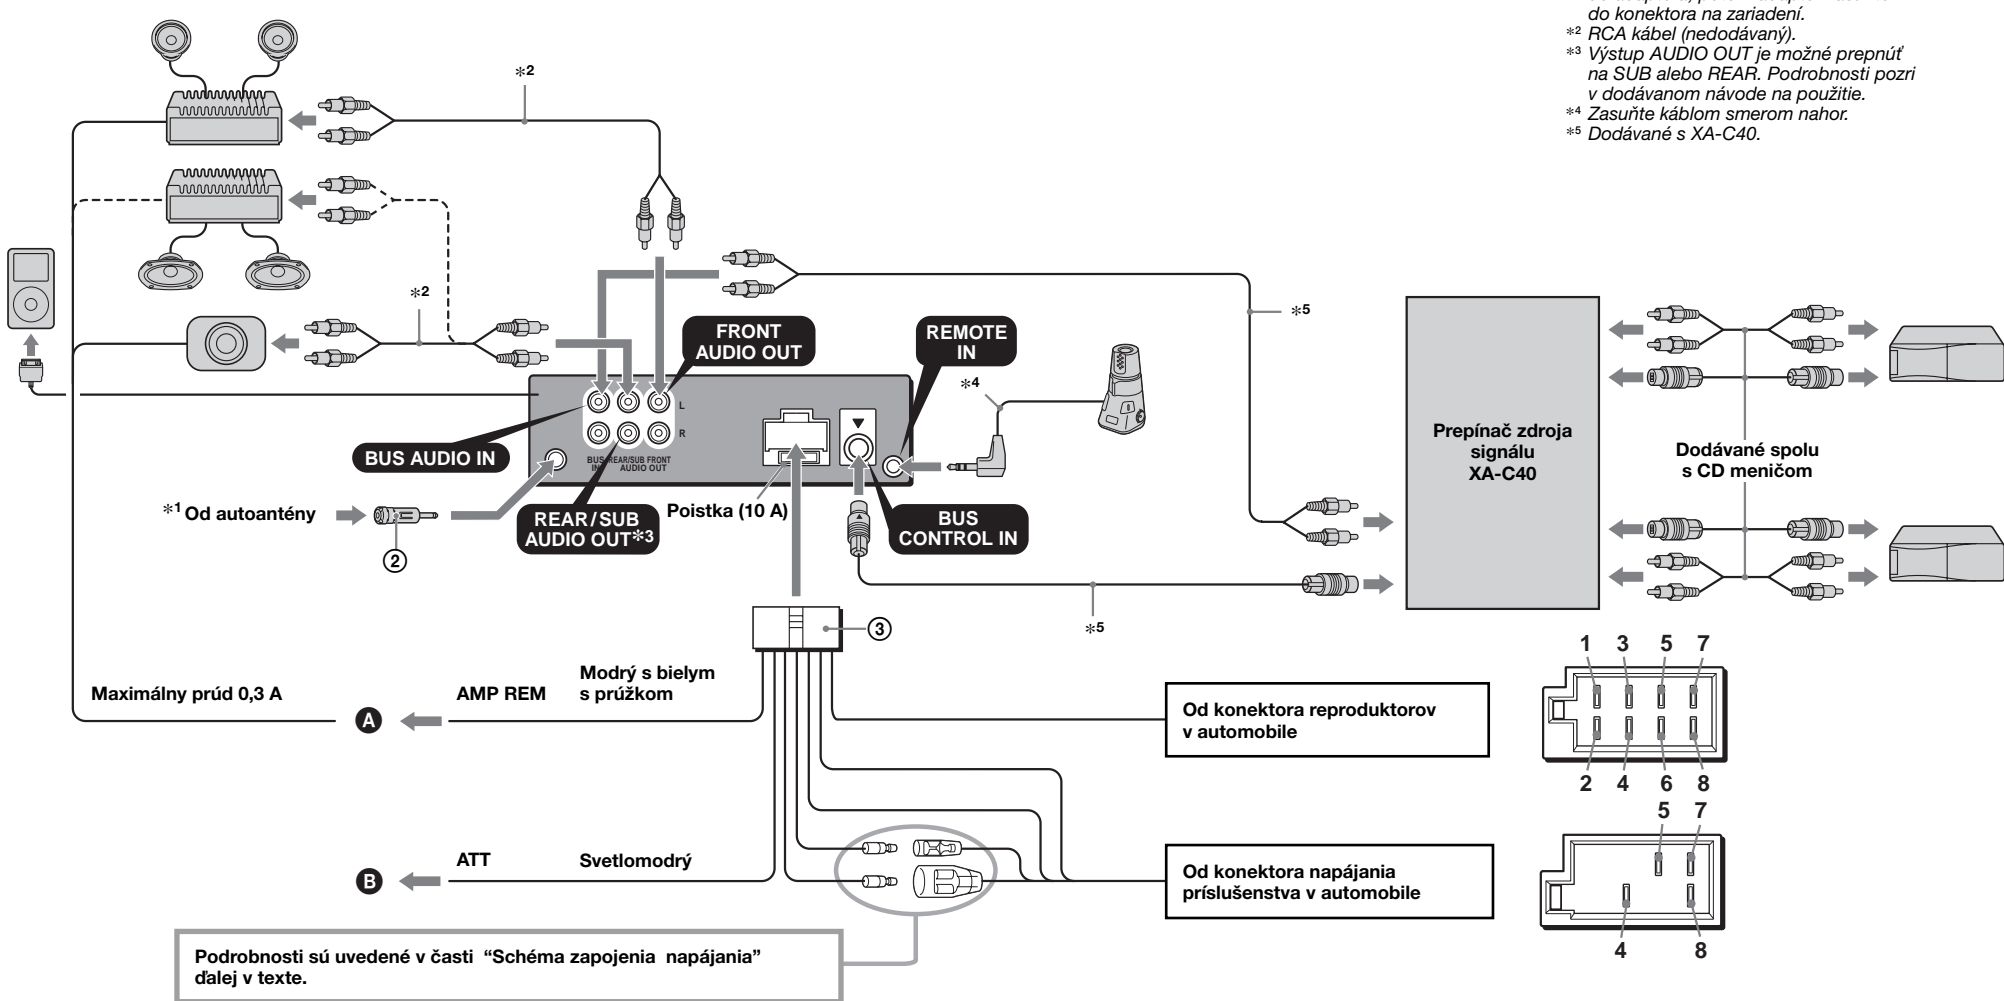 do konektora na zariadení.
*2 RCA kábel (nedodávaný).
*3 Výstup AUDIO OUT je možné prepnúť
na SUB alebo REAR. Podrobnosti pozri
v dodávanom návode na použitie.
*4 Zasuňte káblom smerom nahor.
*5 Dodávané s XA-C40.
*2
*2
*5
FRONT
AUDIO OUT
REMOTE
IN
*4
L
R
BUS AUDIO IN
BUS REAR/SUB FRONT
IN AUDIO OUT
Prepínač zdroja
signálu
XA-C40
Dodávané spolu
s CD meničom
*1 Od autoantény
2
REAR/SUB
AUDIO OUT*3
Poistka (10 A)
BUS
CONTROL IN
*5
3
1 3 5 7
2 4 6 8
Maximálny prúd 0,3 A
A
AMP REM
Modrý s bielym
s prúžkom
Od konektora reproduktorov
v automobile
B
ATT
Svetlomodrý
Od konektora napájania
príslušenstva v automobile
5 7
4 8
Podrobnosti sú uvedené v časti “Schéma zapojenia napájania”
ďalej v texte.